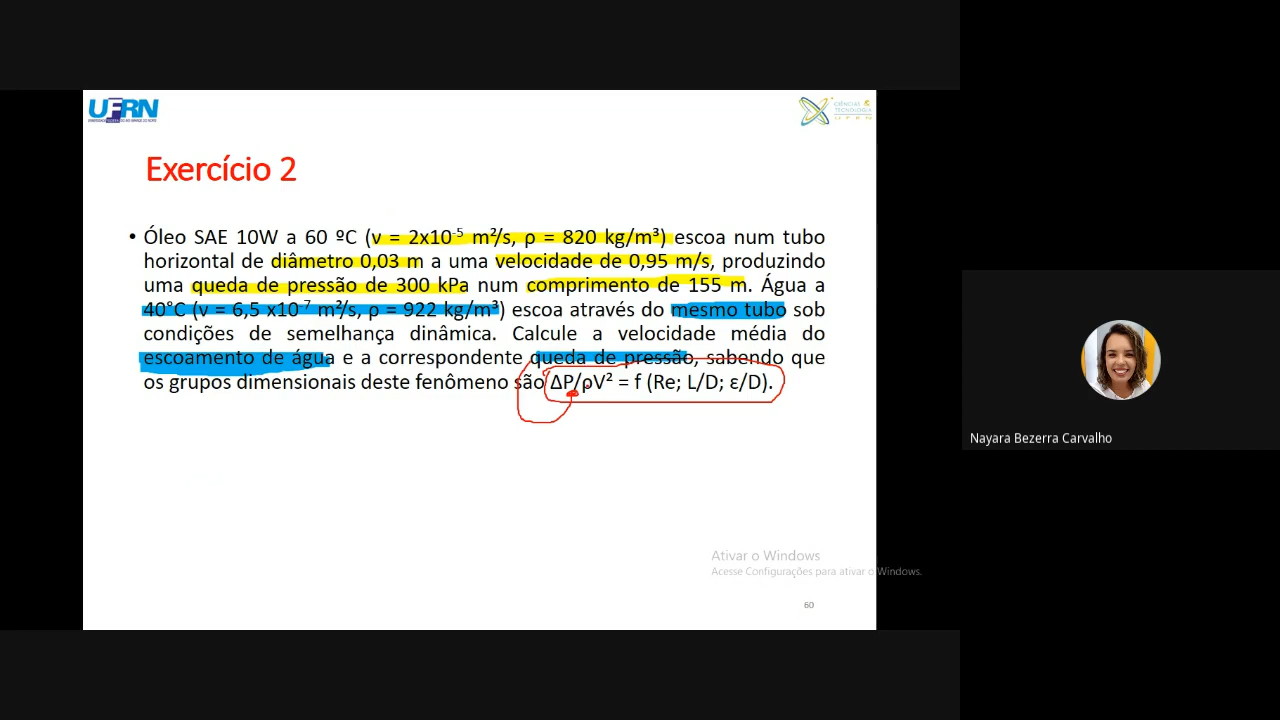 UFRN
Exercício 2
• Óleo SAE 10W a 60 ºC (ν = 2x10⁻⁵ m²/s, ρ = 820 kg/m³) escoa num tubo
horizontal de diâmetro 0,03 m a uma velocidade de 0,95 m/s, produzindo
uma queda de pressão de 300 kPa num comprimento de 155 m. Água a
40°C (ν = 6,5 x10⁻⁷ m²/s, ρ = 922 kg/m³) escoa através do mesmo tubo sob
condições de semelhança dinâmica. Calcule a velocidade média do
escoamento de água e a correspondente queda de pressão, sabendo que
os grupos dimensionais deste fenômeno são ΔP/ρV² = f (Re; L/D; ε/D).
Nayara Bezerra Carvalho
Ativar o Windows
Acesse Configurações para ativar o Windows.
60